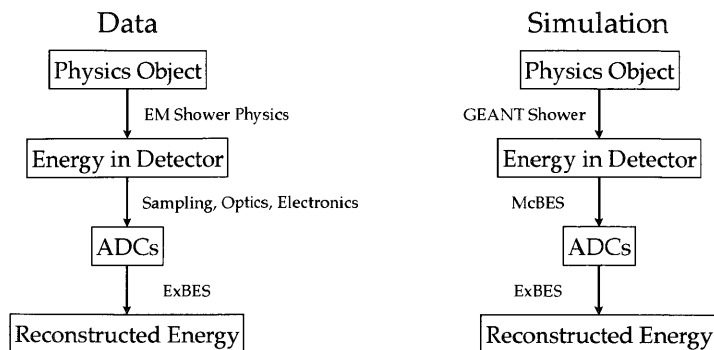 Data
Physics Object
EM Shower Physics
Energy in Detector
Sampling, Optics, Electronics
ADCs
ExBES
Reconstructed Energy
Simulation
Physics Object
GEANT Shower
Energy in Detector
McBES
ADCs
ExBES
Reconstructed Energy